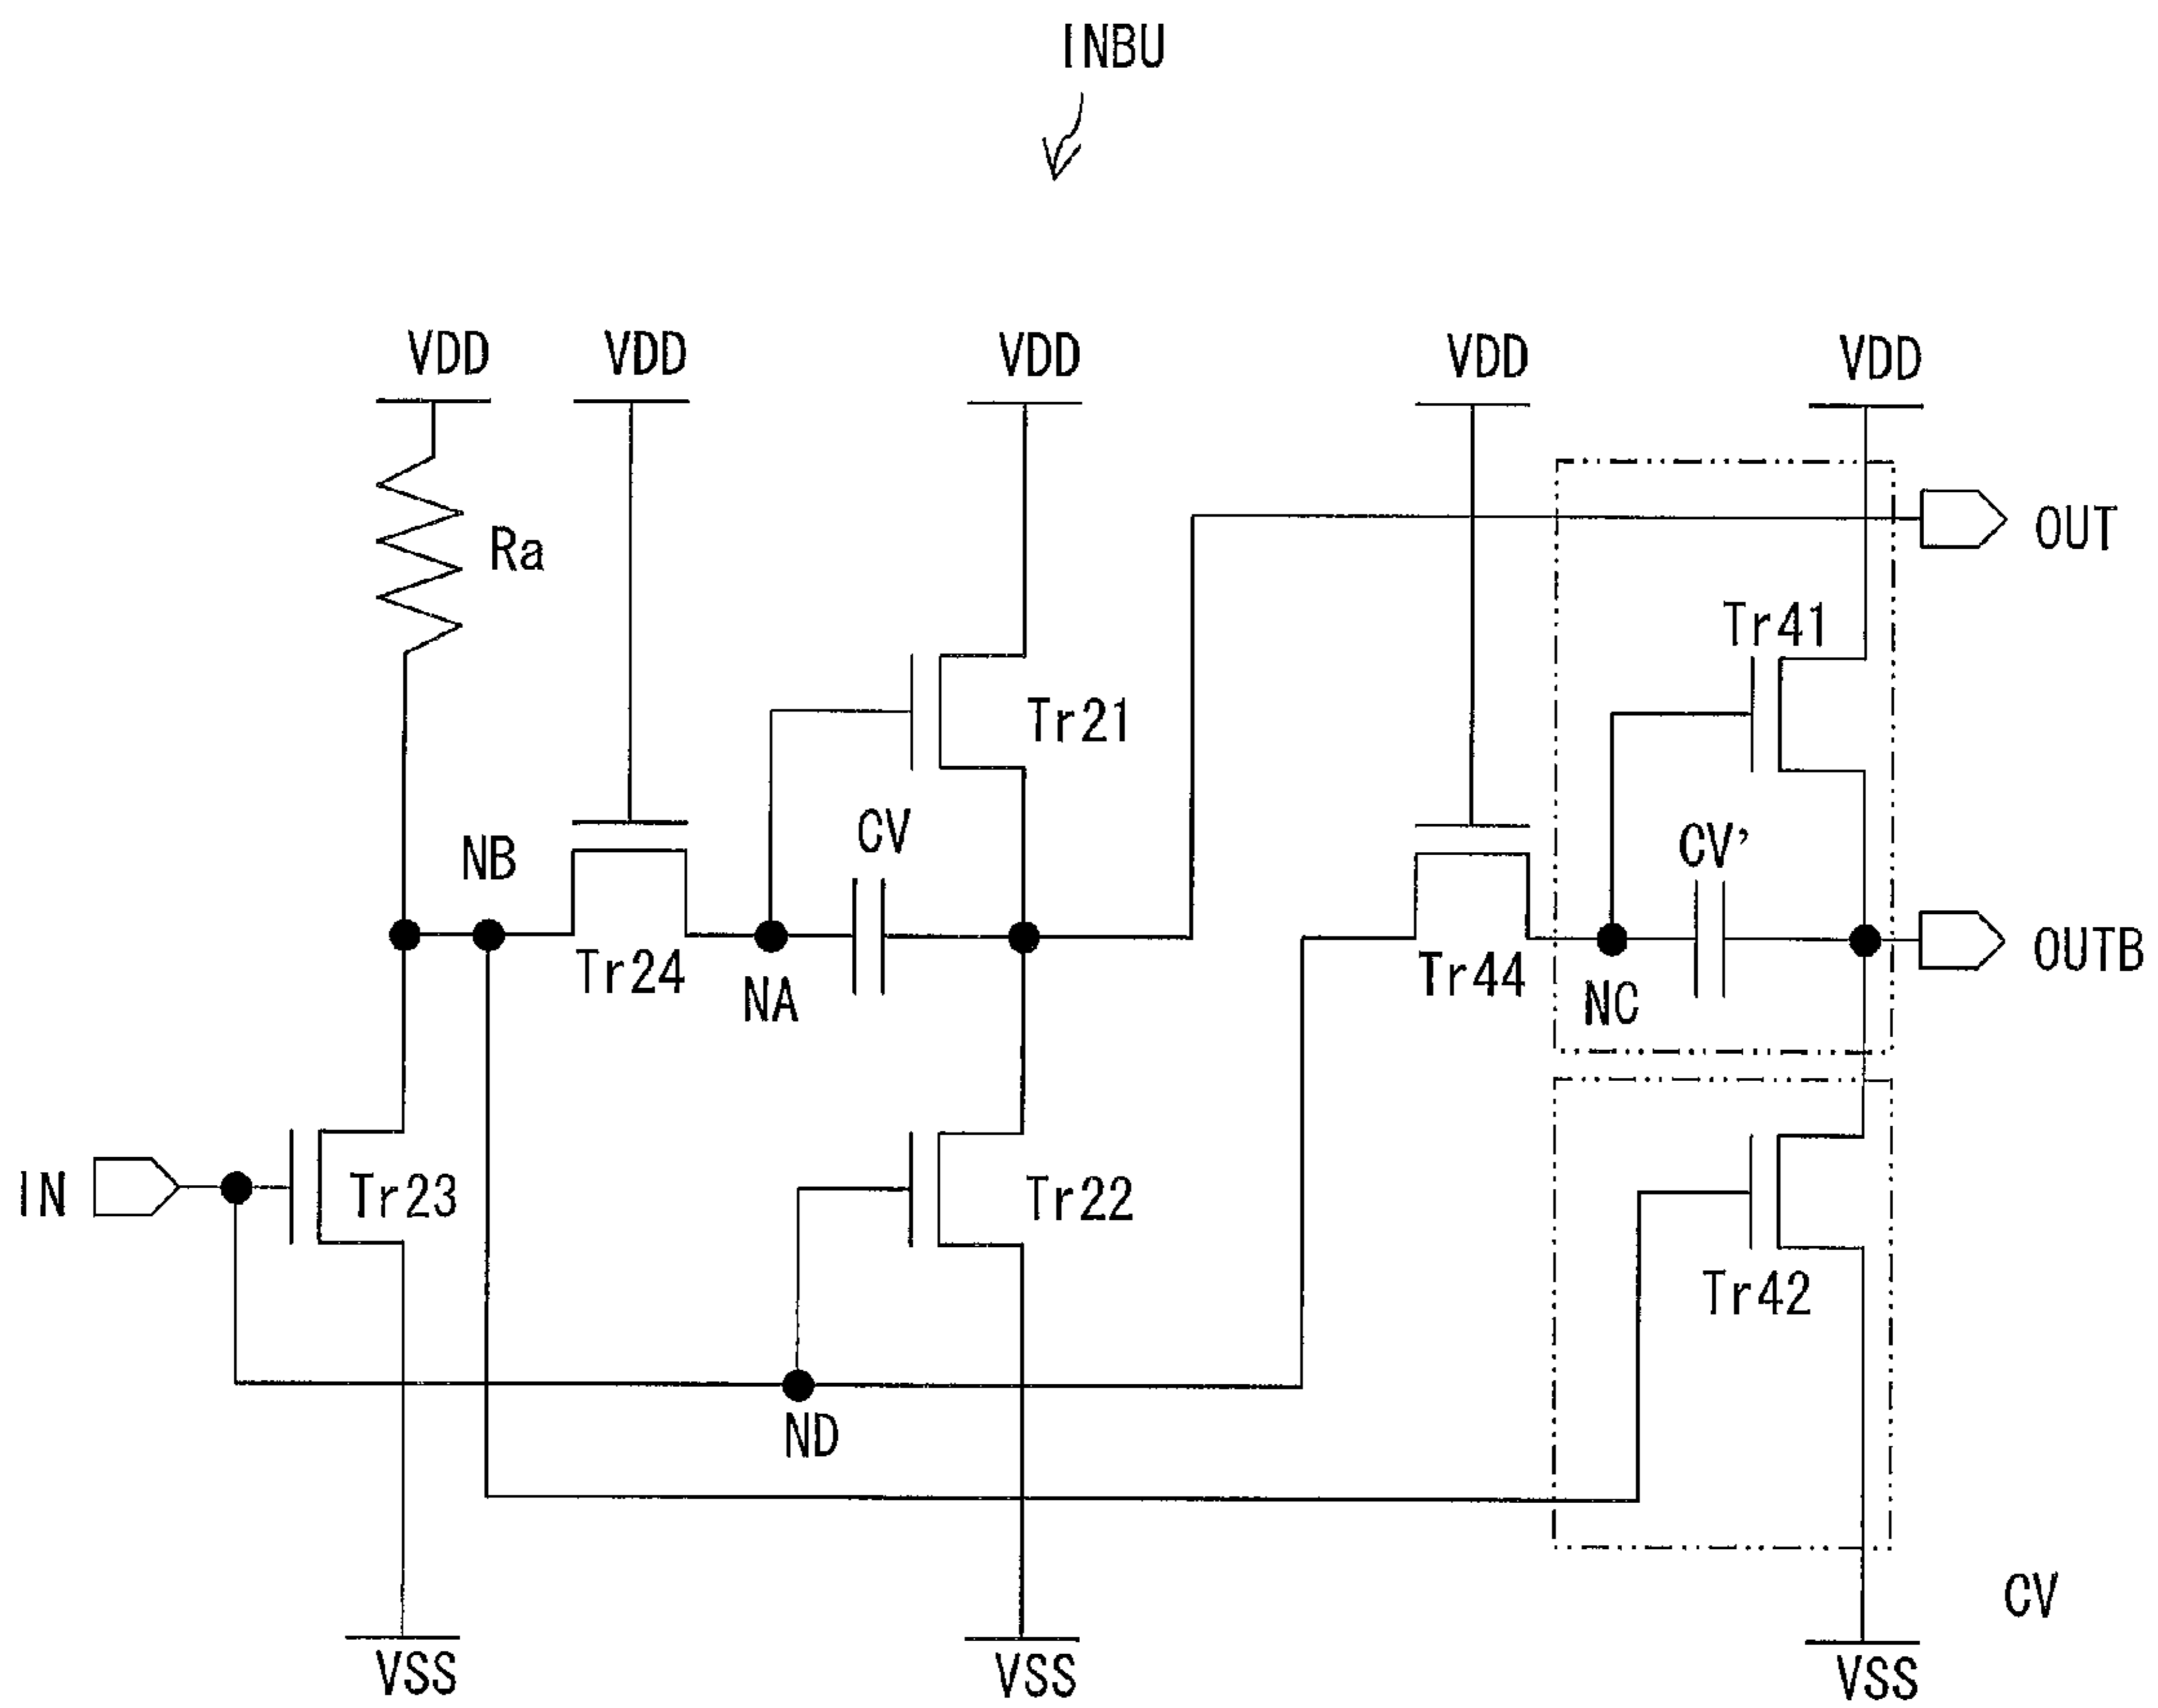 INBU
VDD
VDD
VDD
VDD
VDD
Ra
OUT
Tr41
Tr21
CV
CV'
NB
Tr24
NA
Tr44
NC
OUTB
IN
Tr23
Tr22
Tr42
ND
CV
VSS
VSS
VSS